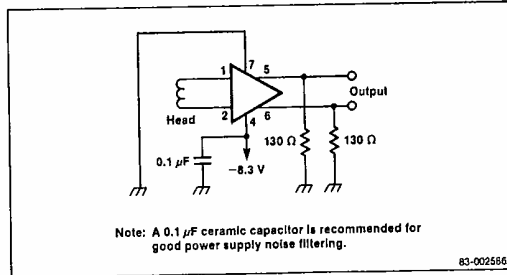 7
1
5
Output
2
6
Head
4
130 Ω
130 Ω
0.1 μF
−8.3 V
Note: A 0.1 μF ceramic capacitor is recommended for
good power supply noise filtering.
83-002566